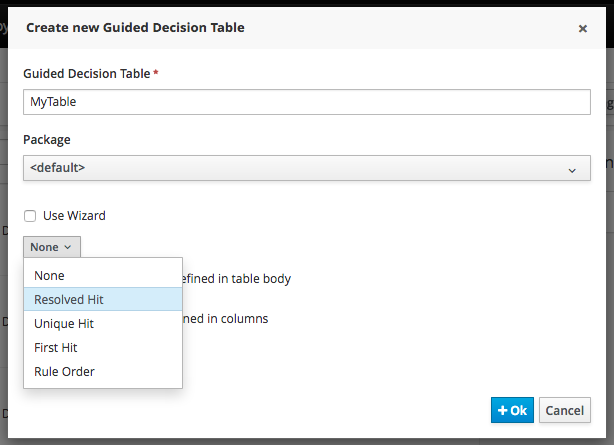 Create new Guided Decision Table ×
Guided Decision Table *
MyTable
Package
<default>
Use Wizard
None
None
efined in table body
Resolved Hit
Unique Hit
ned in columns
First Hit
Rule Order
+ Ok Cancel